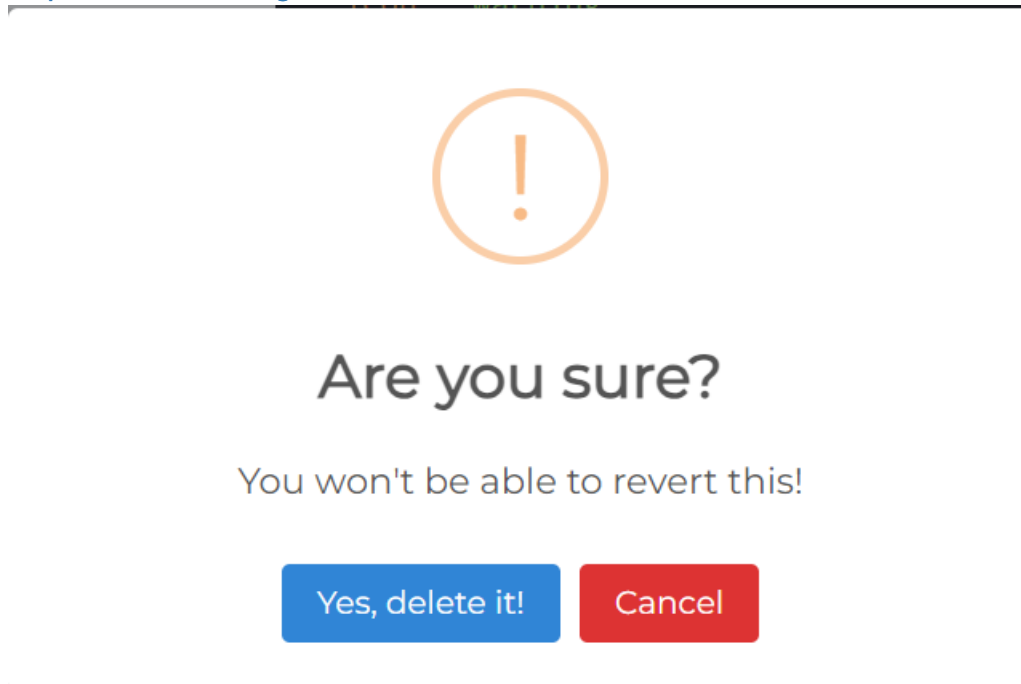 !
Are you sure?
You won't be able to revert this!
Yes, delete it!
Cancel